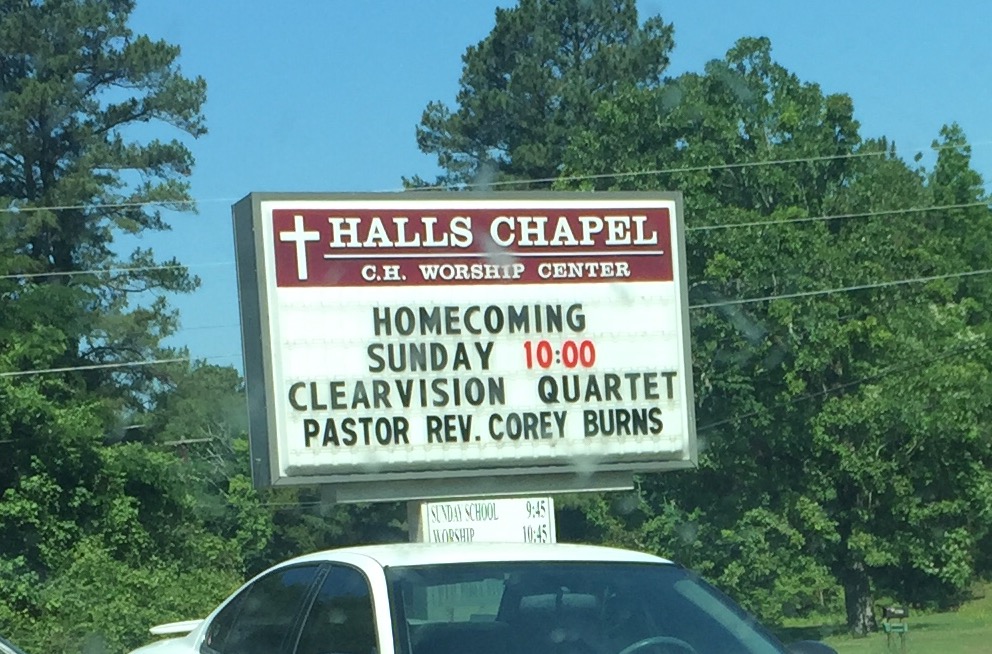 HALLS CHAPEL
C.H. WORSHIP CENTER
HOMECOMING
SUNDAY 10:00
CLEARVISION QUARTET
PASTOR REV. COREY BURNS
SUNDAY SCHOOL 9:45
WORSHIP 10:45